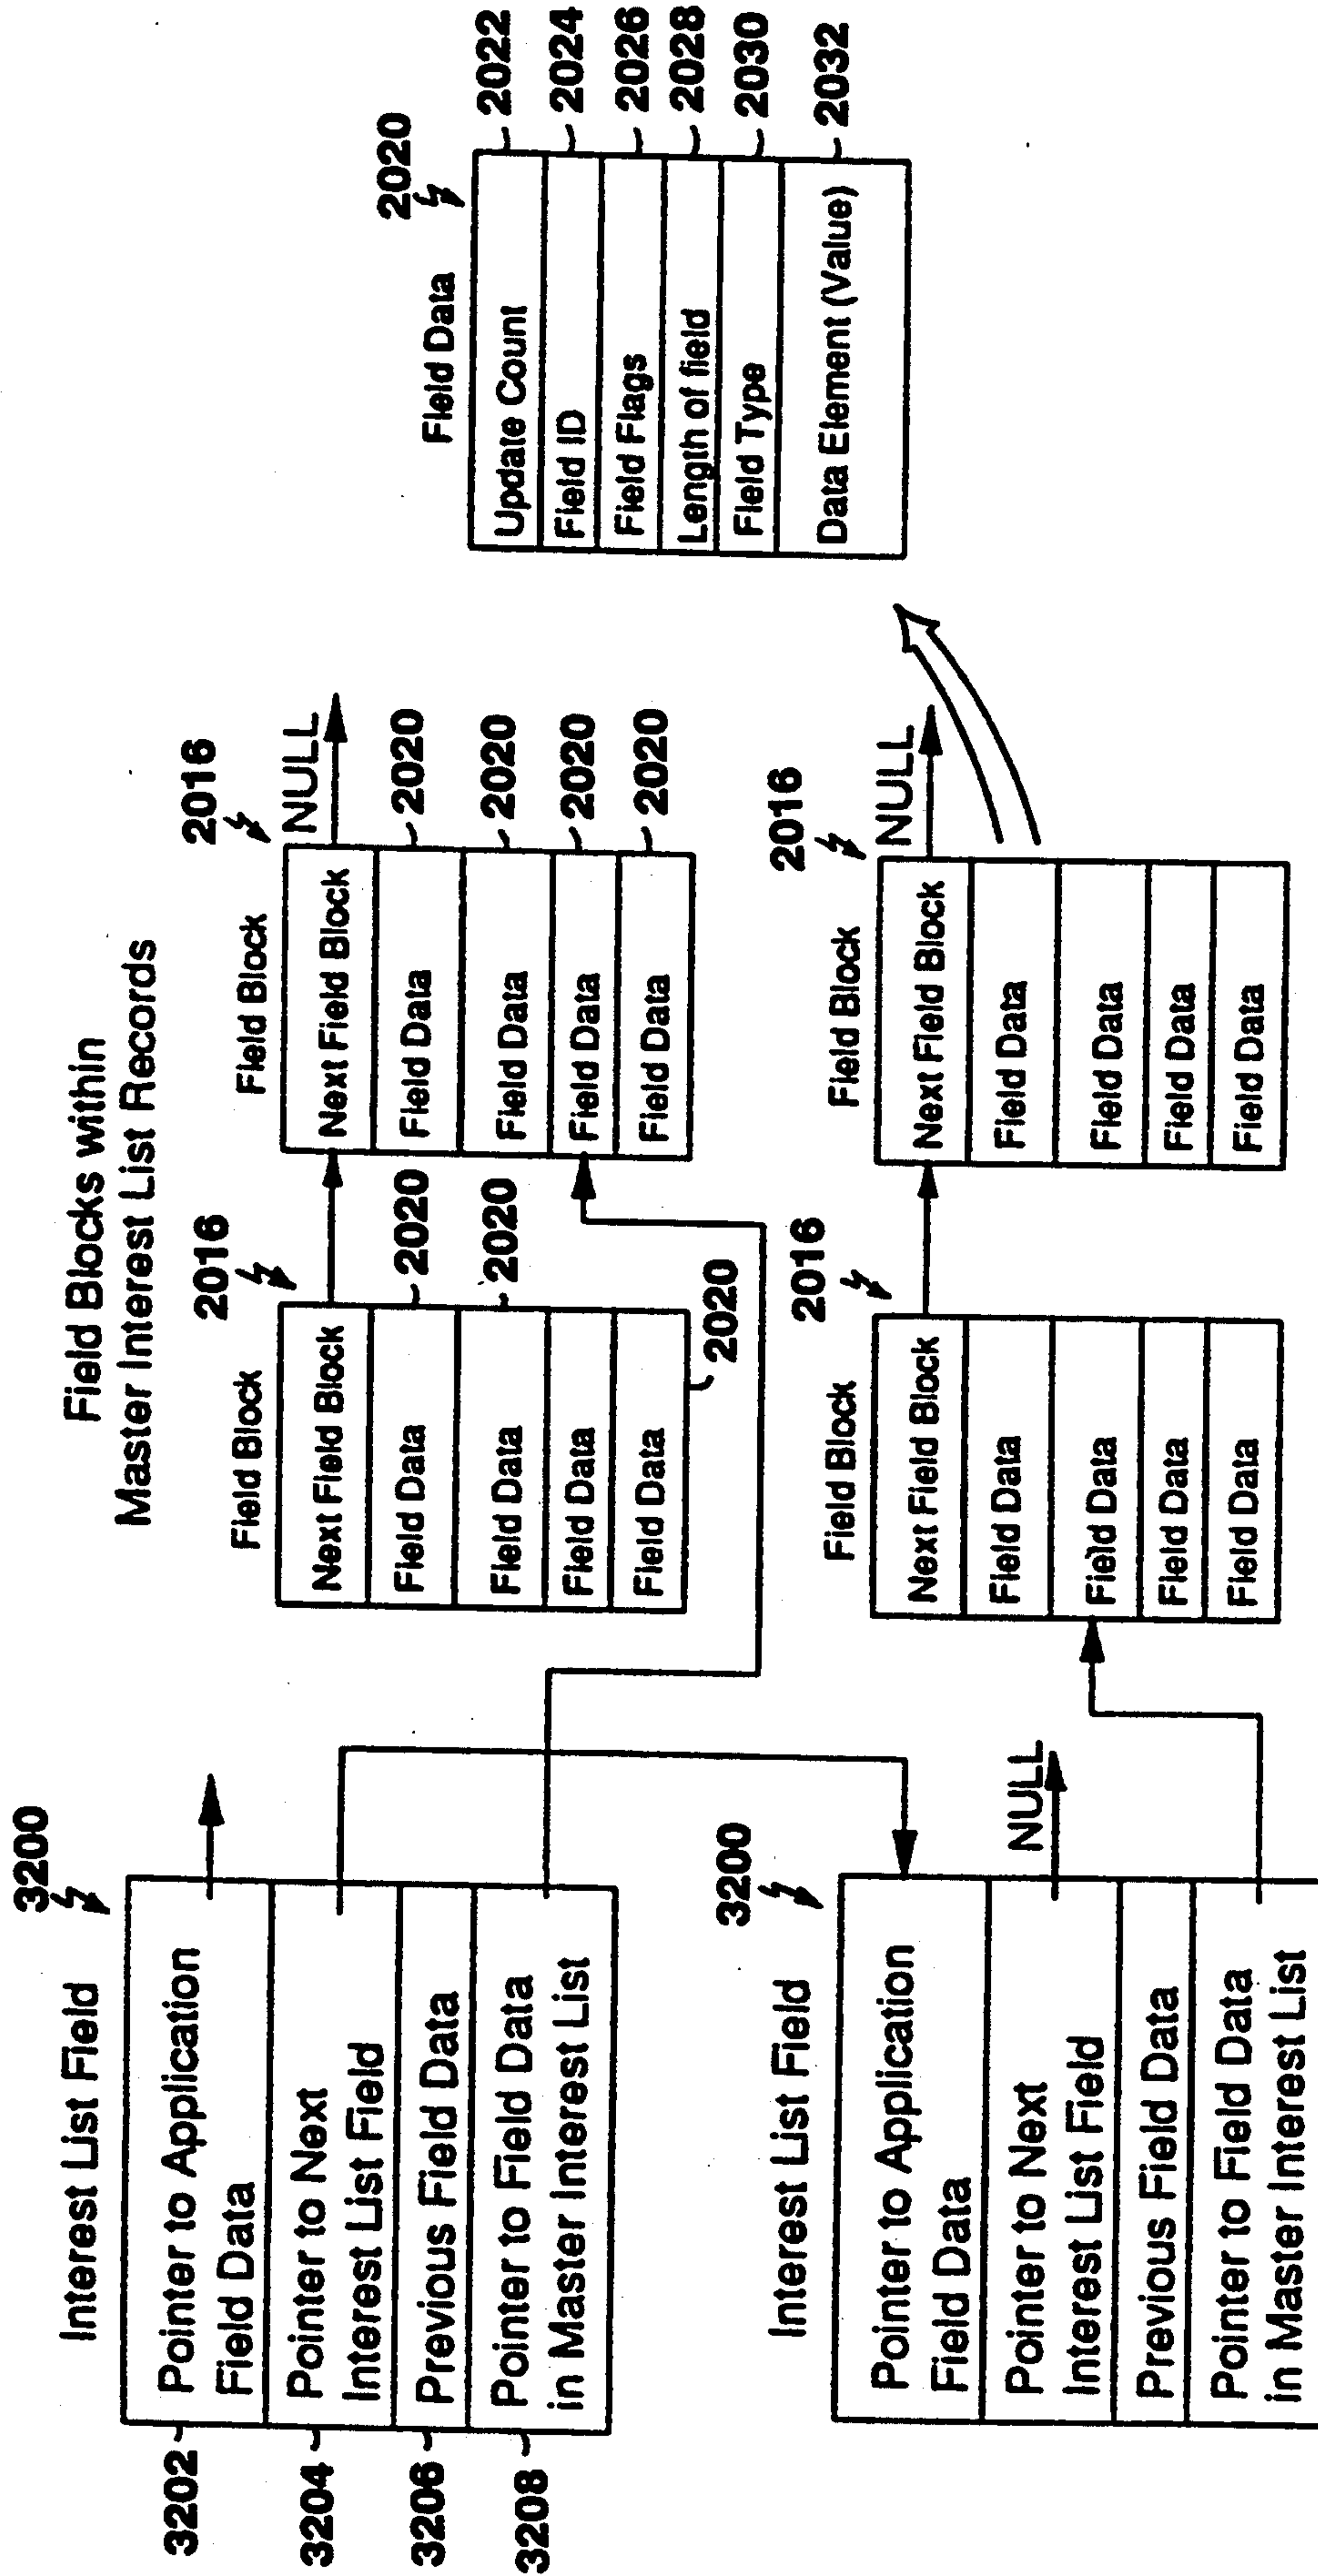 Field Blocks within
Master Interest List Records
3200
Interest List Field
3202
Pointer to Application
Field Data
3204
Pointer to Next
Interest List Field
3206
Previous Field Data
3208
Pointer to Field Data
in Master Interest List
2016
Field Block
Next Field Block
Field Data
2020
Field Data
2020
Field Data
Field Data
2020
2016
Field Block
NULL
Next Field Block
Field Data
2020
Field Data
2020
Field Data
2020
Field Data
2020
2020
Field Data
Update Count
2022
Field ID
2024
Field Flags
2026
Length of field
2028
Field Type
2030
Data Element (Value)
2032
3200
Interest List Field
Pointer to Application
Field Data
Pointer to Next
Interest List Field
NULL
Previous Field Data
Pointer to Field Data
in Master Interest List
2016
Field Block
Next Field Block
Field Data
Field Data
Field Data
Field Data
2016
Field Block
NULL
Next Field Block
Field Data
Field Data
Field Data
Field Data